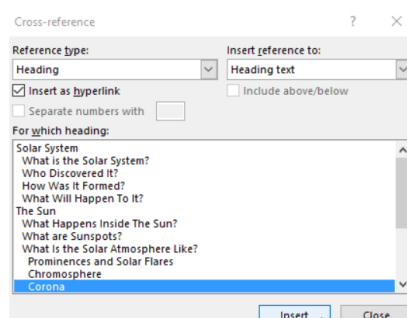 Cross-reference ? ×
Reference type: Insert reference to:
Heading Heading text
Insert as hyperlink Include above/below
Separate numbers with
For which heading:
Solar System
What is the Solar System?
Who Discovered It?
How Was It Formed?
What Will Happen To It?
The Sun
What Happens Inside The Sun?
What are Sunspots?
What Is the Solar Atmosphere Like?
Prominences and Solar Flares
Chromosphere
Corona
Insert Close